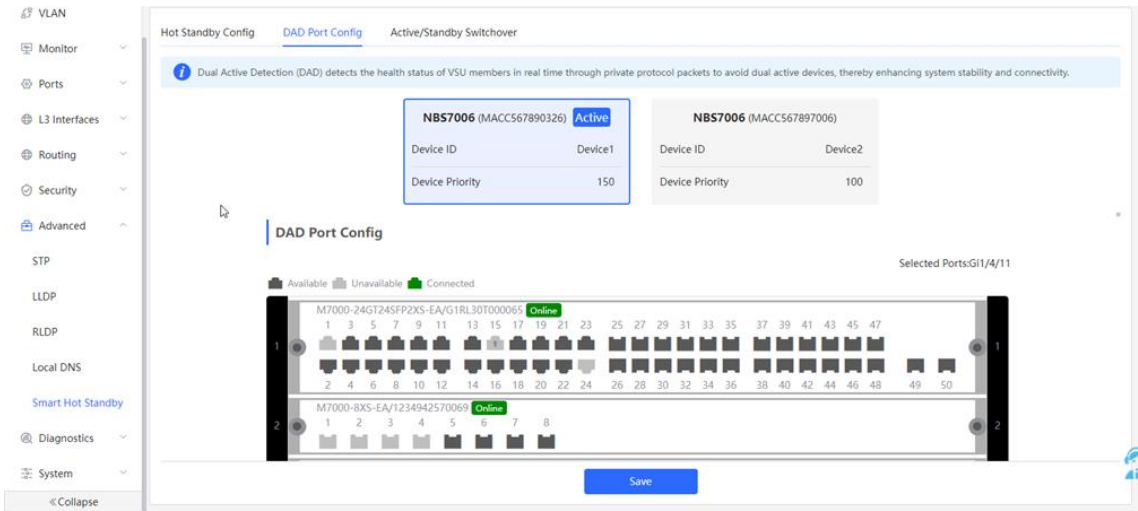 VLAN
Monitor
Ports
L3 Interfaces
Routing
Security
Advanced
STP
LLDP
RLDP
Local DNS
Smart Hot Standby
Diagnostics
System
«Collapse
Hot Standby Config DAD Port Config Active/Standby Switchover
Dual Active Detection (DAD) detects the health status of VSU members in real time through private protocol packets to avoid dual active devices, thereby enhancing system stability and connectivity.
NBS7006 (MACC567890326) Active
Device ID Device1
Device Priority 150
NBS7006 (MACC567897006)
Device ID Device2
Device Priority 100
DAD Port Config
Selected Ports:Gi1/4/11
Available Unavailable Connected
M7000-24GT24SFP2XS-EA/G1RL30T000065 Online
1 3 5 7 9 11 13 15 17 19 21 23 25 27 29 31 33 35 37 39 41 43 45 47
1 1
2 4 6 8 10 12 14 16 18 20 22 24 26 28 30 32 34 36 38 40 42 44 46 48 49 50
M7000-8XS-EA/1234942570069 Online
1 2 3 4 5 6 7 8
2 2
Save